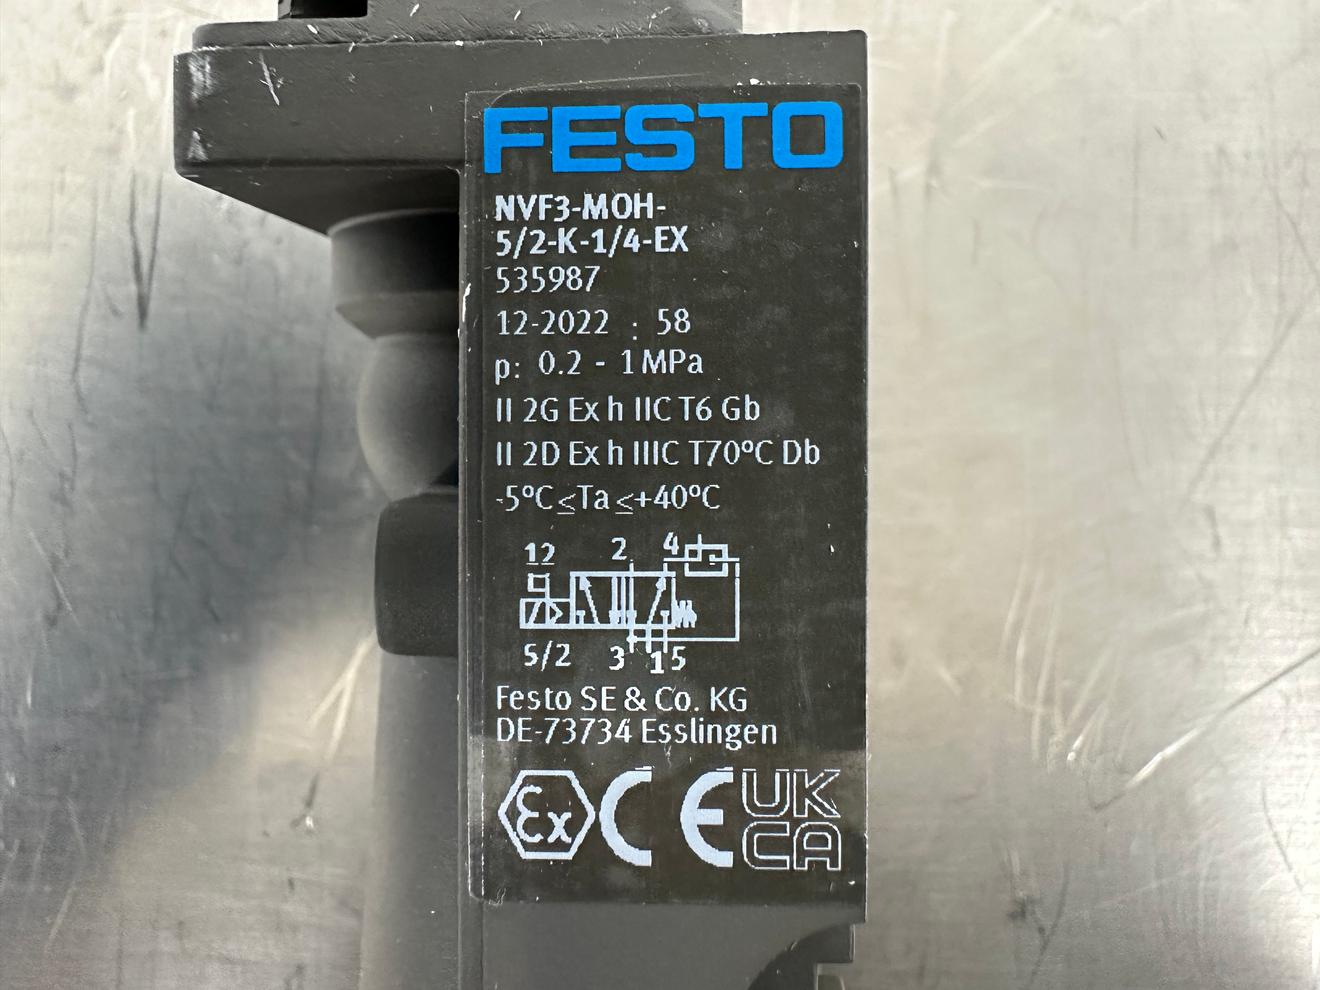 FESTO
NVF3-MOH-
5/2-K-1/4-EX
535987
12-2022 : 58
p: 0.2 - 1MPa
II 2G Ex h IIC T6 Gb
II 2D Ex h IIIC T70°C Db
-5°C≤Ta≤+40°C
12 2 4
5/2 3 1 5
Festo SE & Co. KG
DE-73734 Esslingen
Ex CE UK
CA